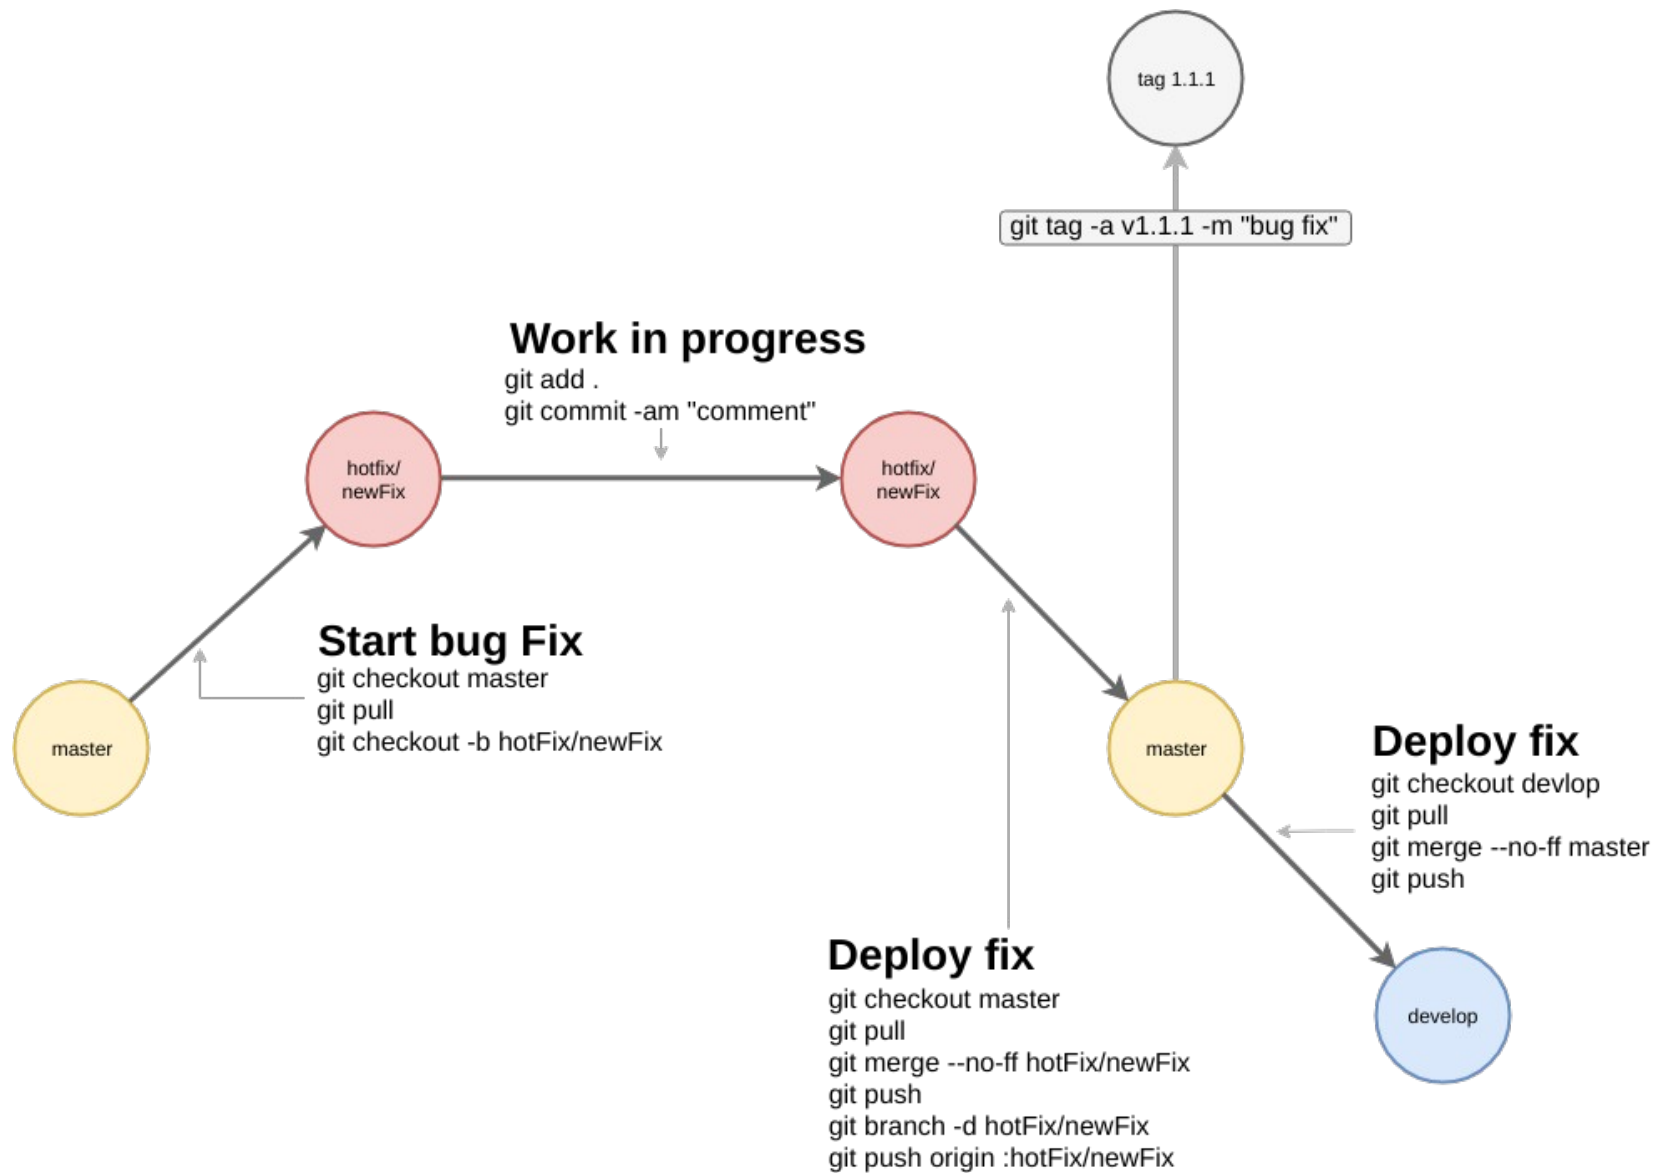 tag 1.1.1
git tag -a v1.1.1 -m "bug fix"
Work in progress
git add .
git commit -am "comment"
hotfix/
newFix
hotfix/
newFix
Start bug Fix
git checkout master
git pull
git checkout -b hotFix/newFix
master
master
Deploy fix
git checkout devlop
git pull
git merge --no-ff master
git push
Deploy fix
git checkout master
git pull
git merge --no-ff hotFix/newFix
git push
git branch -d hotFix/newFix
git push origin :hotFix/newFix
develop